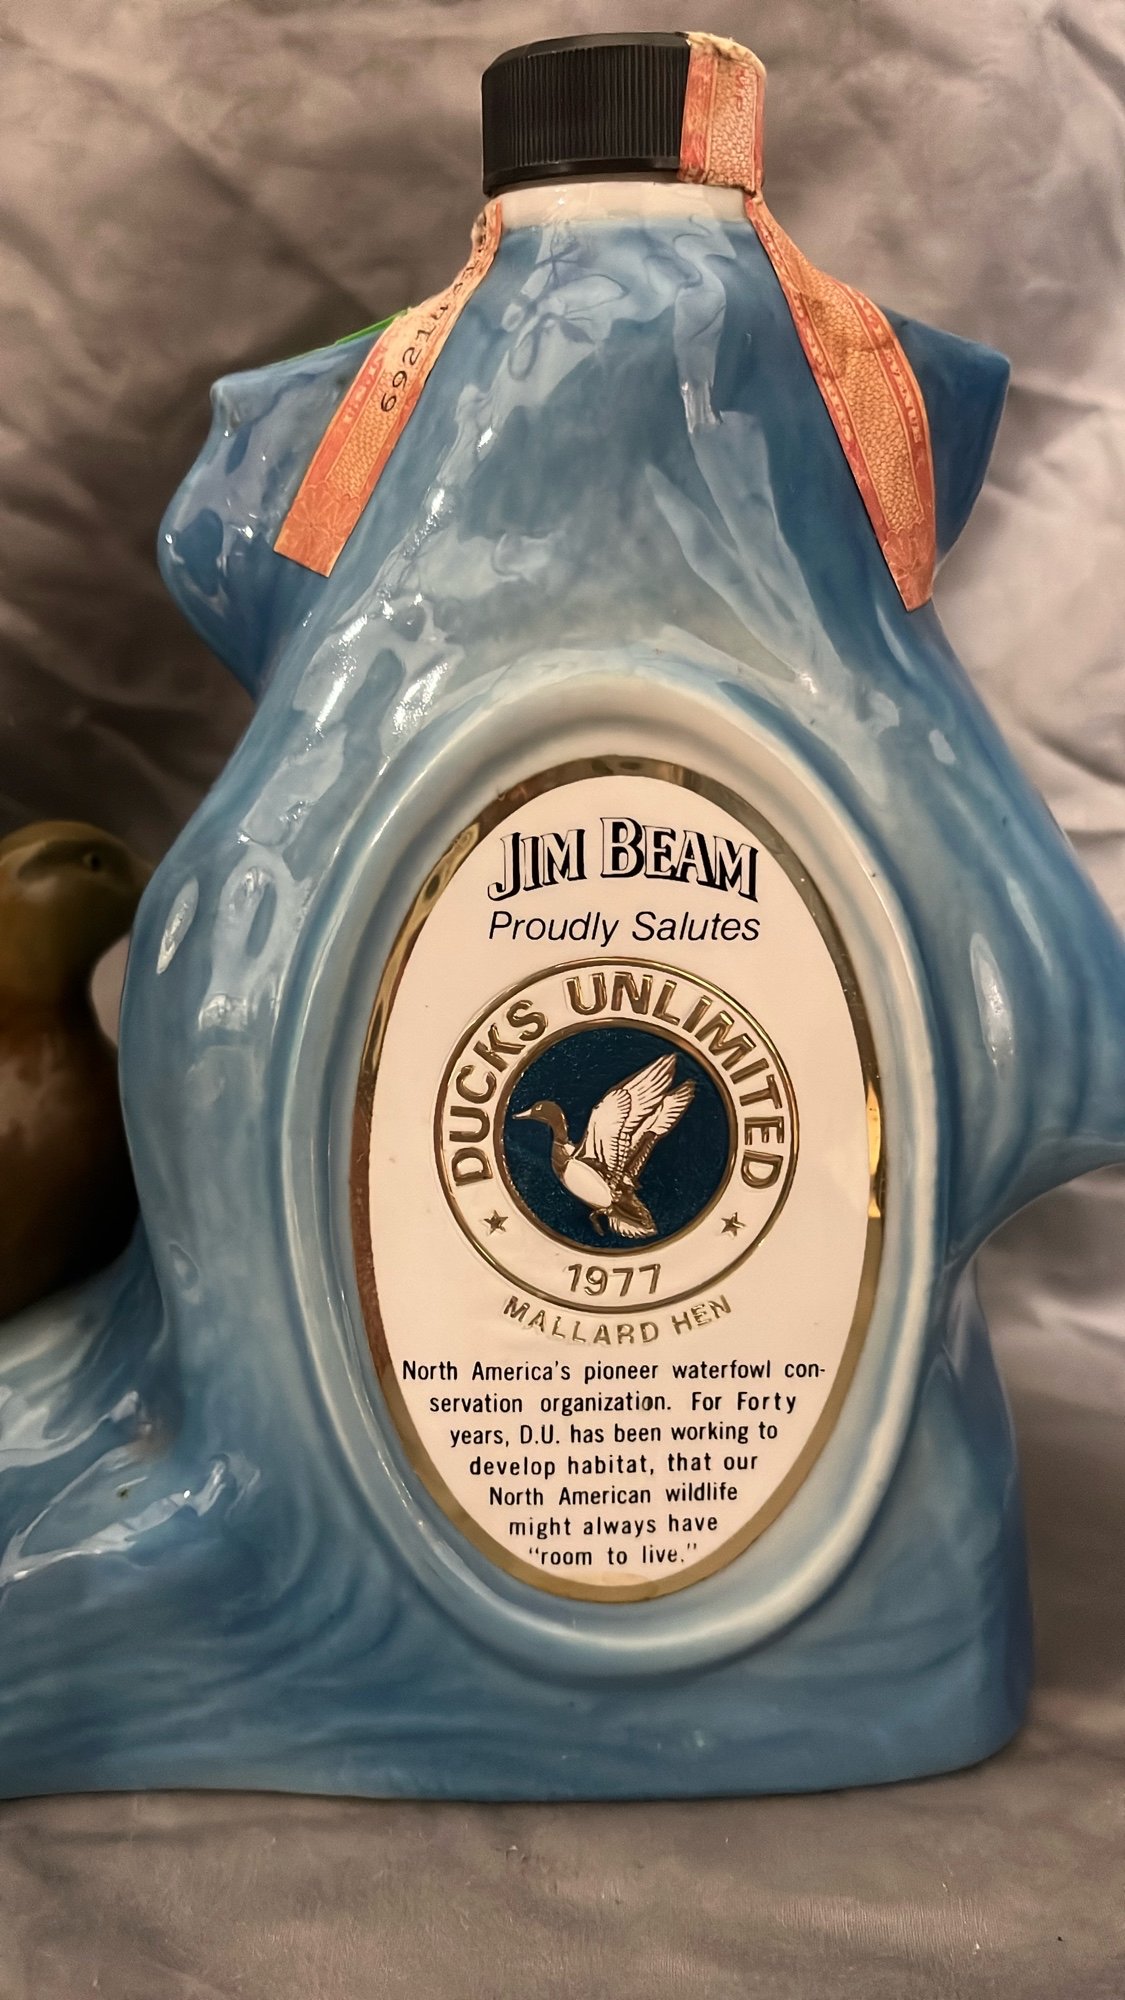 JIM BEAM
Proudly Salutes
DUCKS UNLIMITED
1977
MALLARD HEN
North America's pioneer waterfowl con-
servation organization. For Forty
years, D.U. has been working to
develop habitat, that our
North American wildlife
might always have
“room to live.”